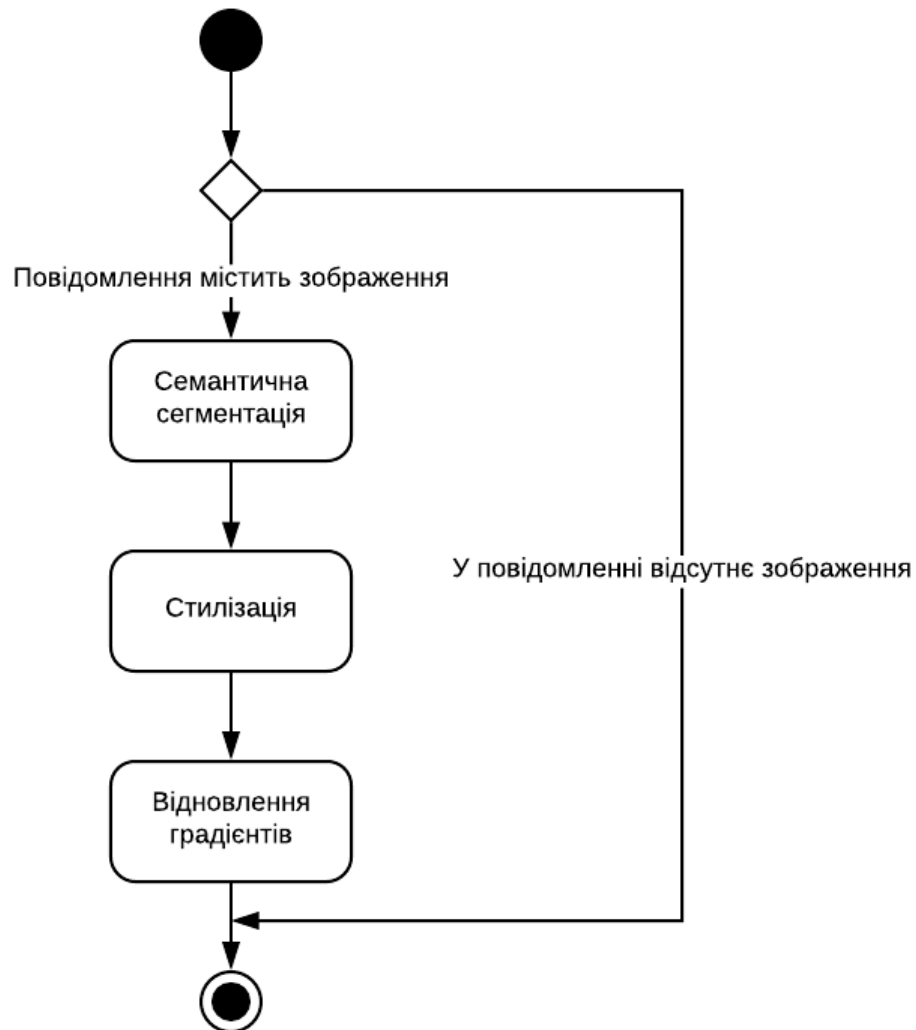 Повідомлення містить зображення
Семантична
сегментація
У повідомленні відсутнє зображення
Стилізація
Відновлення
градієнтів